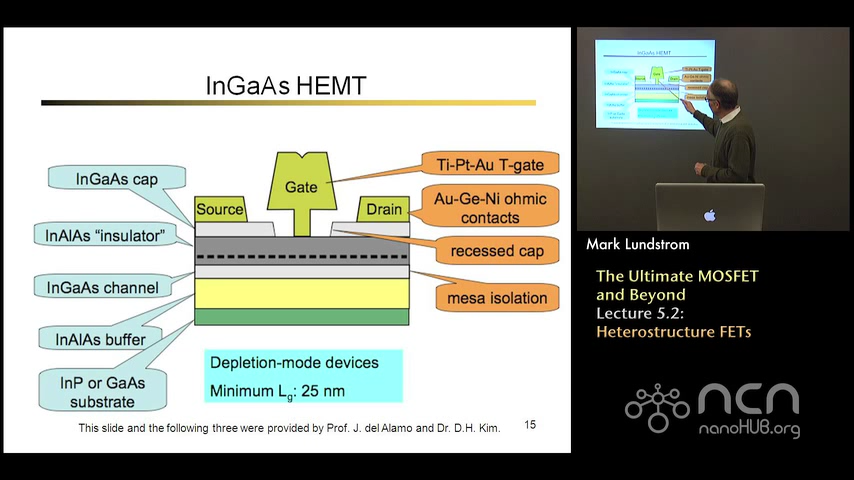 InGaAs HEMT
InGaAs cap
InAlAs “insulator”
InGaAs channel
InAlAs buffer
InP or GaAs
substrate
Source
Gate
Drain
Ti-Pt-Au T-gate
Au-Ge-Ni ohmic
contacts
recessed cap
mesa isolation
Depletion-mode devices
Minimum Lg: 25 nm
This slide and the following three were provided by Prof. J. del Alamo and Dr. D.H. Kim.
15
InGaAs HEMT
Mark Lundstrom
The Ultimate MOSFET
and Beyond
Lecture 5.2:
Heterostructure FETs
ncn
nanoHUB.org